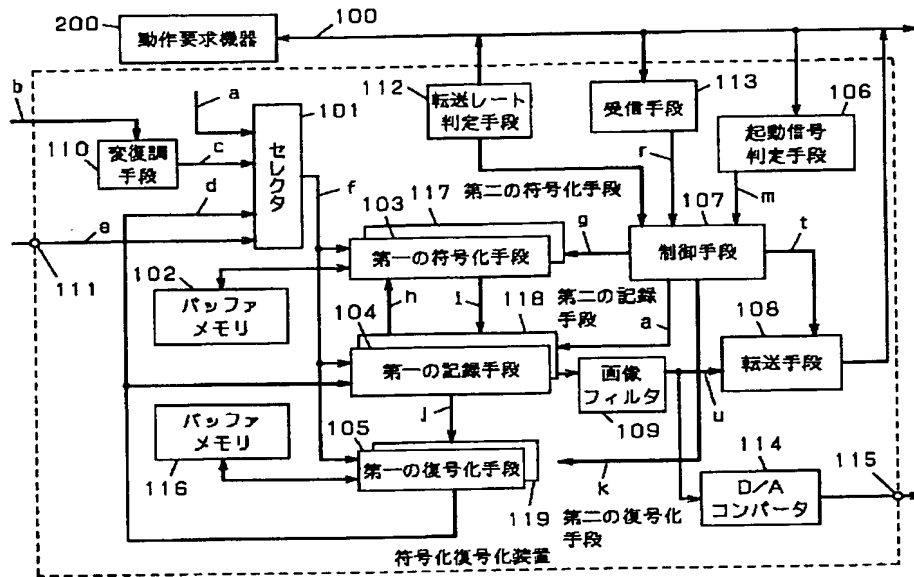 200
動作要求機器
100
b
a
101
セレクタ
112
転送レート
判定手段
受信手段
113
106
起動信号
判定手段
110
変復調
手段
c
d
e
f
r
m
111
第二の符号化手段
117
103
第一の符号化手段
g
107
制御手段
t
102
バッファ
メモリ
h
i
118
第二の記録
手段
a
108
転送手段
104
第一の記録手段
画像
フィルタ
109
u
j
バッファ
メモリ
116
105
第一の復号化手段
k
119
第二の復号化
手段
114
D/A
コンバータ
115
符号化復号化装置